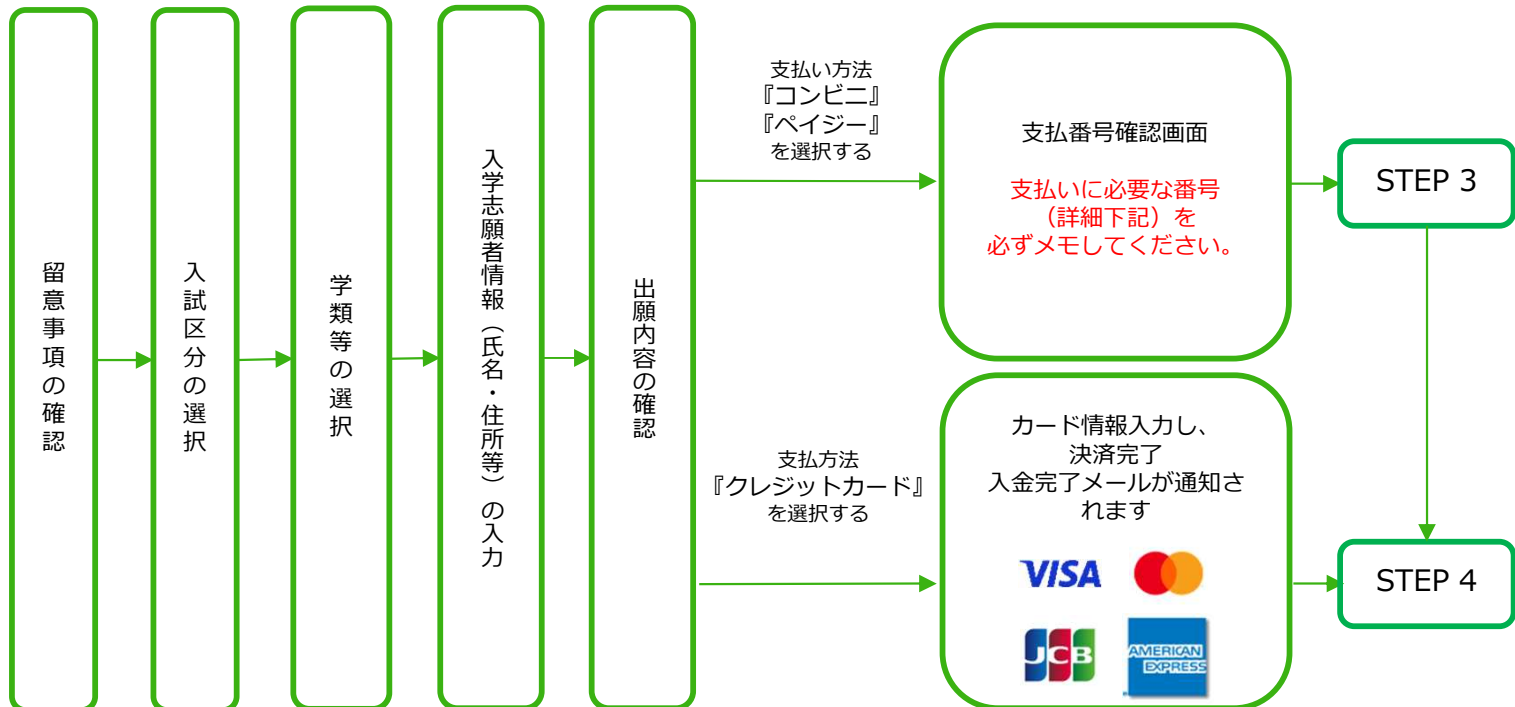 留意事項の確認
入試区分の選択
学類等の選択
入学志願者情報（氏名・住所等）の入力
出願内容の確認
支払い方法
『コンビニ』
『ペイジー』
を選択する
支払番号確認画面
支払いに必要な番号
（詳細下記）を
必ずメモしてください。
STEP 3
支払方法
『クレジットカード』
を選択する
カード情報入力し、
決済完了
入金完了メールが通知さ
れます
VISA
JCB
AMERICAN
EXPRESS
STEP 4